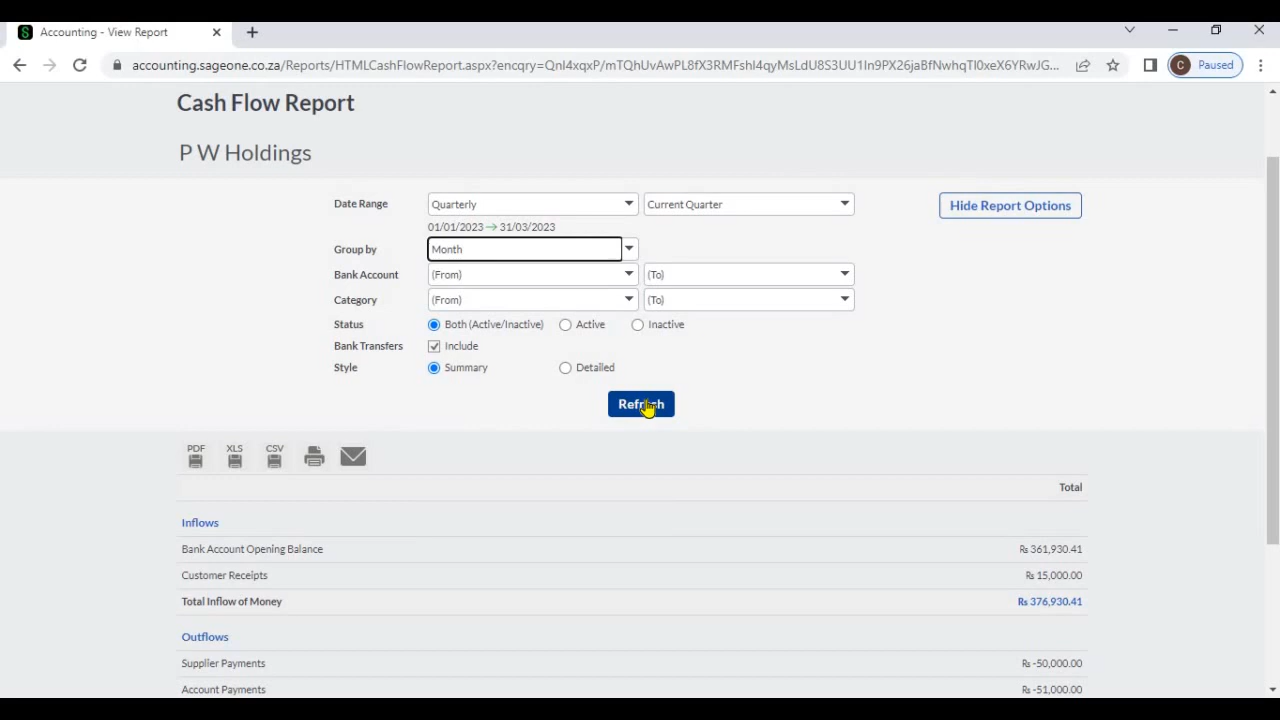 Accounting - View Report
accounting.sageone.co.za/Reports/HTMLCashFlowReport.aspx?encqry=QnI4xqxP/mTQhUvAwPL8fX3RMFshI4qyMsLdU8S3UU1In9PX26jaBfNwhqTl0xeX6YRwJG... C Paused
Cash Flow Report
P W Holdings
Date Range Quarterly Current Quarter Hide Report Options
01/01/2023 → 31/03/2023
Group by Month
Bank Account (From) (To)
Category (From) (To)
Status Both (Active/Inactive) Active Inactive
Bank Transfers Include
Style Summary Detailed
Refresh
PDF XLS CSV
Total
Inflows
Bank Account Opening Balance Rs 361,930.41
Customer Receipts Rs 15,000.00
Total Inflow of Money Rs 376,930.41
Outflows
Supplier Payments Rs -50,000.00
Account Payments Rs -51,000.00